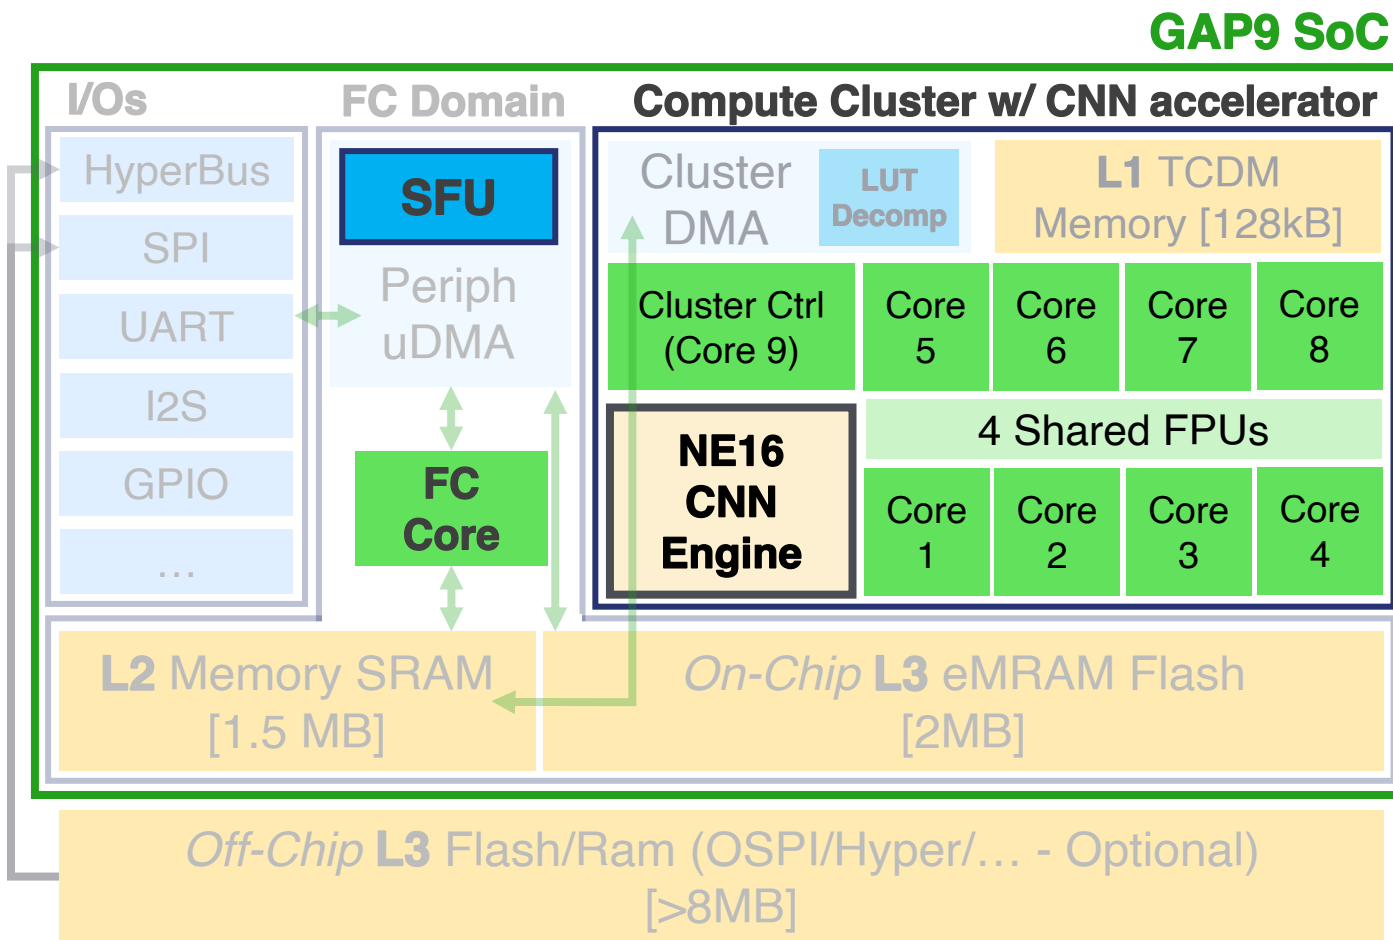 GAP9 SoC
I/Os
FC Domain
Compute Cluster w/ CNN accelerator
HyperBus
SPI
UART
I2S
GPIO
...
SFU
Periph
uDMA
FC
Core
Cluster
DMA
LUT
Decomp
L1 TCDM
Memory [128kB]
Cluster Ctrl
(Core 9)
Core
5
Core
6
Core
7
Core
8
NE16
CNN
Engine
4 Shared FPUs
Core
1
Core
2
Core
3
Core
4
L2 Memory SRAM
[1.5 MB]
On-Chip L3 eMRAM Flash
[2MB]
Off-Chip L3 Flash/Ram (OSPI/Hyper/... - Optional)
[>8MB]